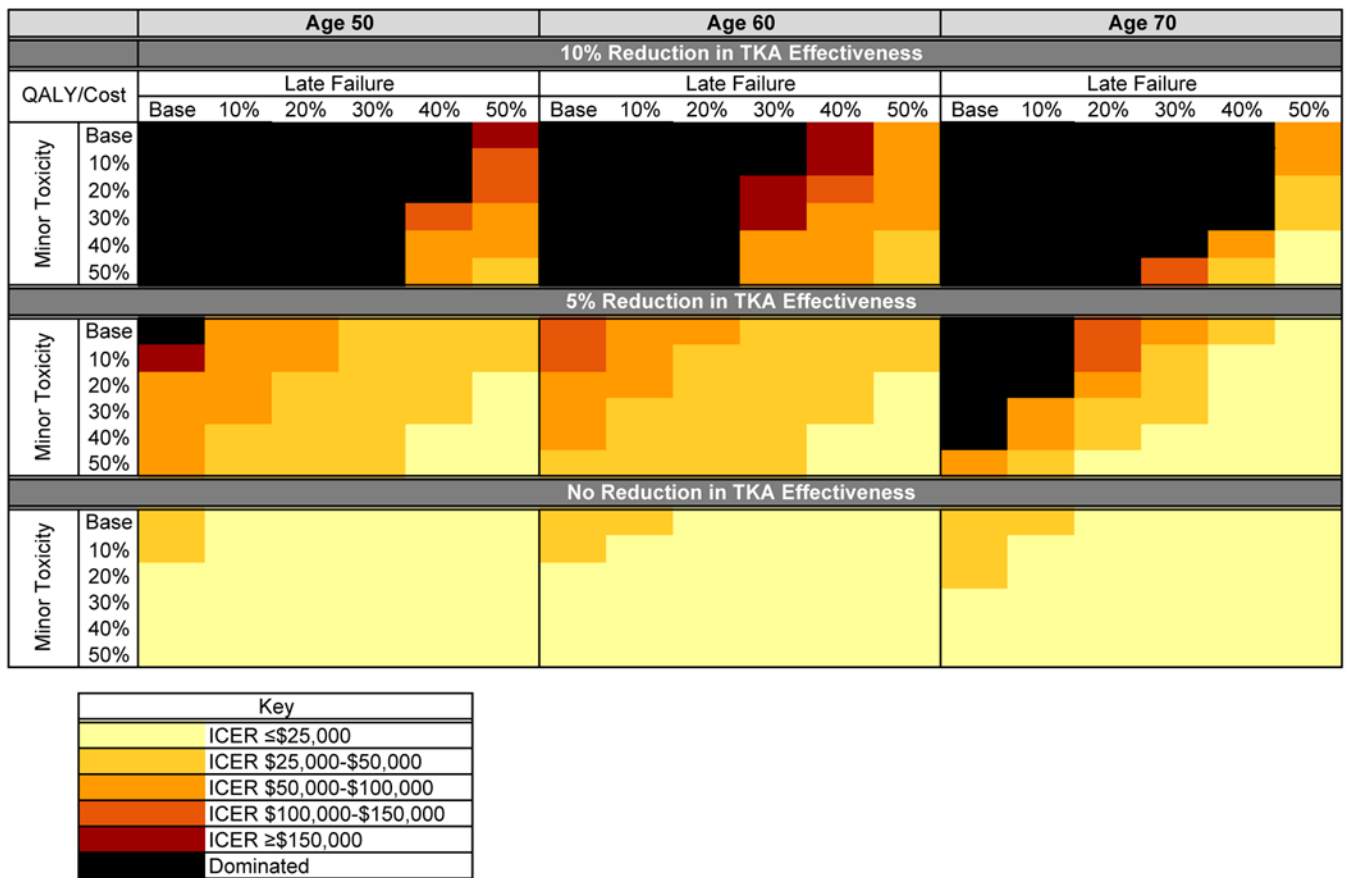 Age 50 Age 60 Age 70
10% Reduction in TKA Effectiveness
QALY/Cost Late Failure Late Failure Late Failure
Base 10% 20% 30% 40% 50% Base 10% 20% 30% 40% 50% Base 10% 20% 30% 40% 50%
Minor Toxicity
Base
10%
20%
30%
40%
50%
5% Reduction in TKA Effectiveness
Minor Toxicity
Base
10%
20%
30%
40%
50%
No Reduction in TKA Effectiveness
Minor Toxicity
Base
10%
20%
30%
40%
50%
Key
ICER ≤$25,000
ICER $25,000-$50,000
ICER $50,000-$100,000
ICER $100,000-$150,000
ICER ≥$150,000
Dominated